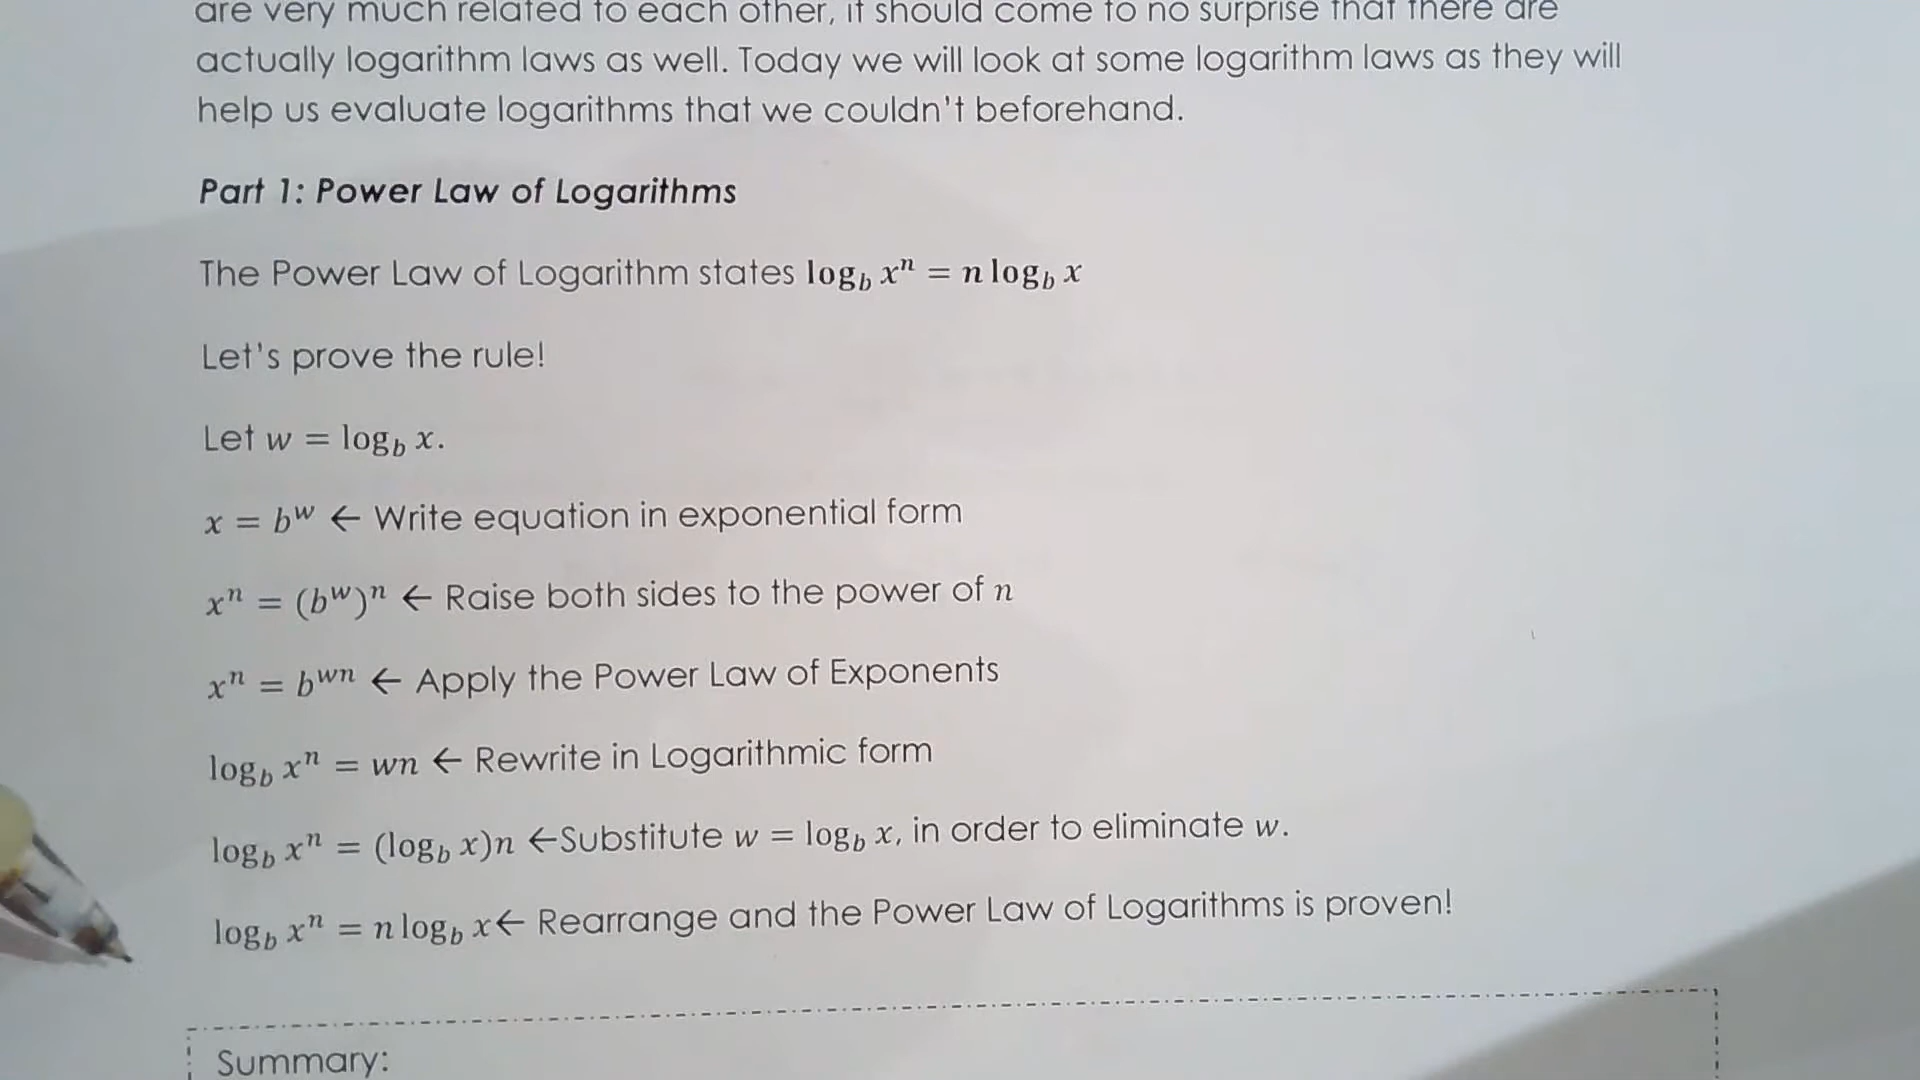 are very much related to each other, it should come to no surprise that there are
actually logarithm laws as well. Today we will look at some logarithm laws as they will
help us evaluate logarithms that we couldn't beforehand.
Part 1: Power Law of Logarithms
The Power Law of Logarithm states log_b x^n = n log_b x
Let's prove the rule!
Let w = log_b x.
x = b^w ← Write equation in exponential form
x^n = (b^w)^n ← Raise both sides to the power of n
x^n = b^{wn} ← Apply the Power Law of Exponents
log_b x^n = wn ← Rewrite in Logarithmic form
log_b x^n = (log_b x)n ←Substitute w = log_b x, in order to eliminate w.
log_b x^n = n log_b x← Rearrange and the Power Law of Logarithms is proven!
Summary: